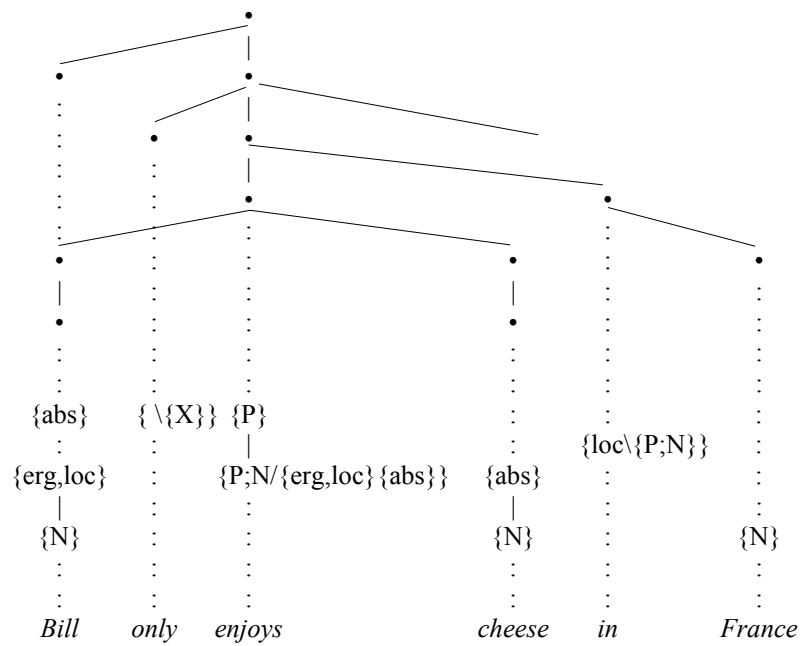 {abs} { \{X}} {P}
{loc\{P;N}}
{erg,loc} {P;N/{erg,loc}{abs}} {abs}
{N} {N} {N}
Bill only enjoys cheese in France